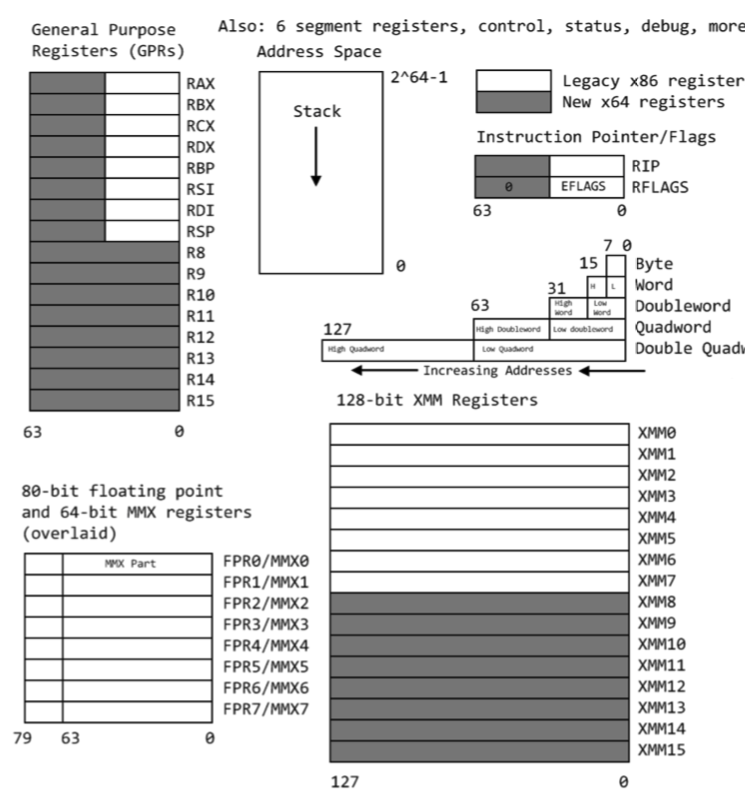 General Purpose
Registers (GPRs)
RAX
RBX
RCX
RDX
RBP
RSI
RDI
RSP
R8
R9
R10
R11
R12
R13
R14
R15
63 0
Also: 6 segment registers, control, status, debug, more
Address Space
2^64-1
Stack
0
Legacy x86 register
New x64 registers
Instruction Pointer/Flags
RIP
0 EFLAGS RFLAGS
63 0
7 0
15 Byte
31 H L Word
63 High Word Low Word Doubleword
127 High Doubleword Low doubleword Quadword
High Quadword Low Quadword Double Quadw
Increasing Addresses
128-bit XMM Registers
XMM0
XMM1
XMM2
XMM3
XMM4
XMM5
XMM6
XMM7
XMM8
XMM9
XMM10
XMM11
XMM12
XMM13
XMM14
XMM15
127 0
80-bit floating point
and 64-bit MMX registers
(overlaid)
MMX Part FPR0/MMX0
FPR1/MMX1
FPR2/MMX2
FPR3/MMX3
FPR4/MMX4
FPR5/MMX5
FPR6/MMX6
FPR7/MMX7
79 63 0